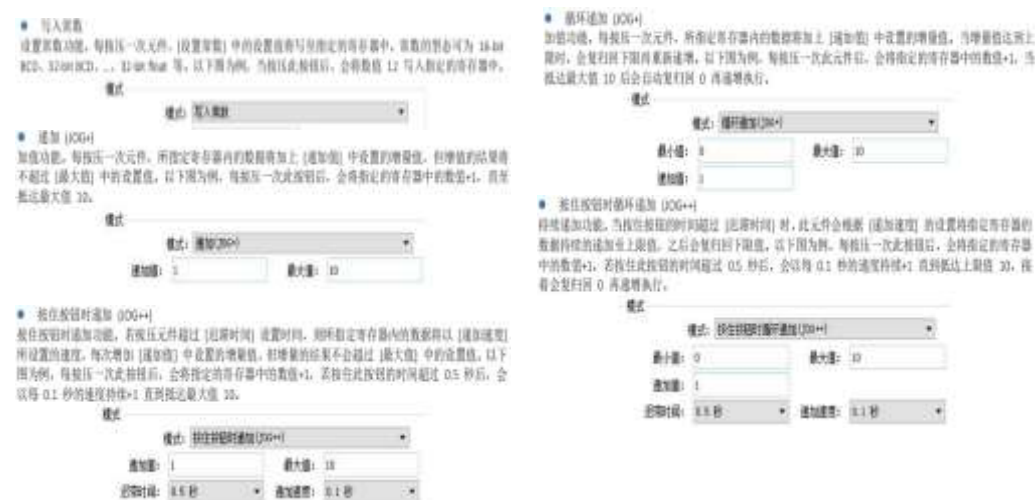 • 写入常数
设置常数功能。每按压一次元件，[设置常数] 中的设置值将写至指定的寄存器中。常数的型态可为 16-bit
BCD、32-bit BCD、... 32-bit float 等。以下图为例，当按压此按钮后，会将数值 12 写入指定的寄存器中。
模式
模式: 写入常数
• 递加 (JOG+)
加值功能。每按压一次元件，所指定寄存器内的数据将加上 [递加值] 中设置的增量值，但增值的结果将
不超过 [最大值] 中的设置值。以下图为例，每按压一次此按钮后，会将指定的寄存器中的数值+1，直至
抵达最大值 10。
模式
模式: 递加(JOG+)
递加值: 1 最大值: 10
• 按住按钮时递加 (JOG++)
按住按钮时递加功能。若按压元件超过 [迟滞时间] 设置时间，则所指定寄存器内的数据将以 [递加速度]
所设置的速度，每次增加 [递加值] 中设置的增量值，但增量的结果不会超过 [最大值] 中的设置值。以下
图为例，每按压一次此按钮后，会将指定的寄存器中的数值+1，若按住此按钮的时间超过 0.5 秒后，会
以每 0.1 秒的速度持续+1 直到抵达最大值 10。
模式
模式: 按住按钮时递加(JOG++)
递加值: 1 最大值: 10
迟滞时间: 0.5 秒 递加速度: 0.1 秒
• 循环递加 (JOG+)
加值功能。每按压一次元件，所指定寄存器内的数据将加上 [递加值] 中设置的增量值，当增量值达到上
限时，会复归回下限再重新递增。以下图为例，每按压一次此元件后，会将指定的寄存器中的数值+1，当
抵达最大值 10 后会自动复归回 0 再递增执行。
模式
模式: 循环递加(JOG+)
最小值: 0 最大值: 10
递加值: 1
• 按住按钮时循环递加 (JOG++)
持续递加功能。当按住按钮的时间超过 [迟滞时间] 时，此元件会根据 [递加速度] 的设置将指定寄存器的
数据持续的递加至上限值，之后会复归回下限值。以下图为例，每按压一次此按钮后，会将指定的寄存器
中的数值+1，若按住此按钮的时间超过 0.5 秒后，会以每 0.1 秒的速度持续+1 直到抵达上限值 10，接
着会复归回 0 再递增执行。
模式
模式: 按住按钮时循环递加(JOG++)
最小值: 0 最大值: 10
递加值: 1
迟滞时间: 0.5 秒 递加速度: 0.1 秒